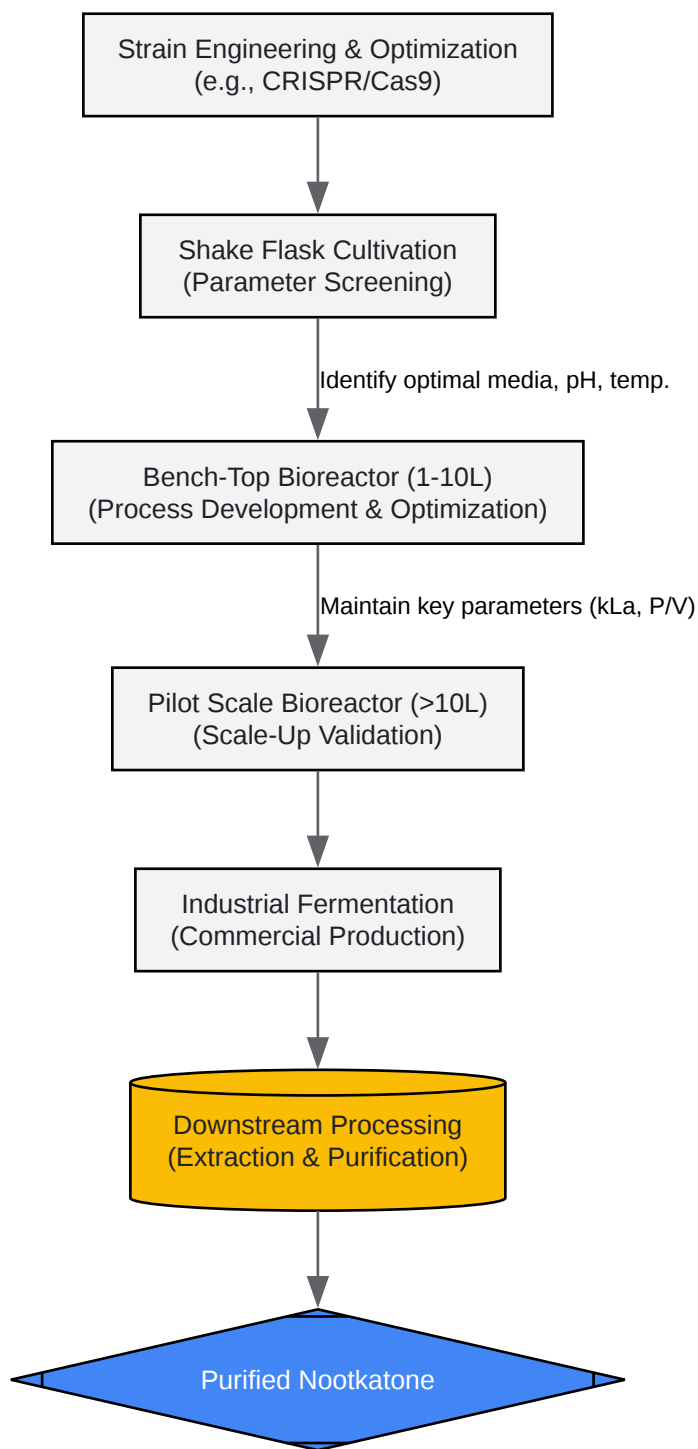 Strain Engineering & Optimization
(e.g., CRISPR/Cas9)
Shake Flask Cultivation
(Parameter Screening)
Identify optimal media, pH, temp.
Bench-Top Bioreactor (1-10L)
(Process Development & Optimization)
Maintain key parameters (kLa, P/V)
Pilot Scale Bioreactor (>10L)
(Scale-Up Validation)
Industrial Fermentation
(Commercial Production)
Downstream Processing
(Extraction & Purification)
Purified Nootkatone